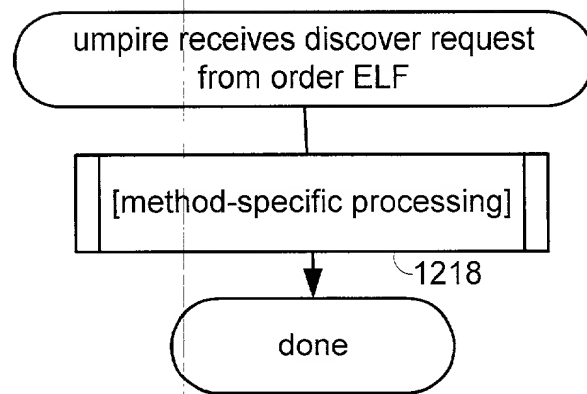 umpire receives discover request
from order ELF
[method-specific processing]
1218
done